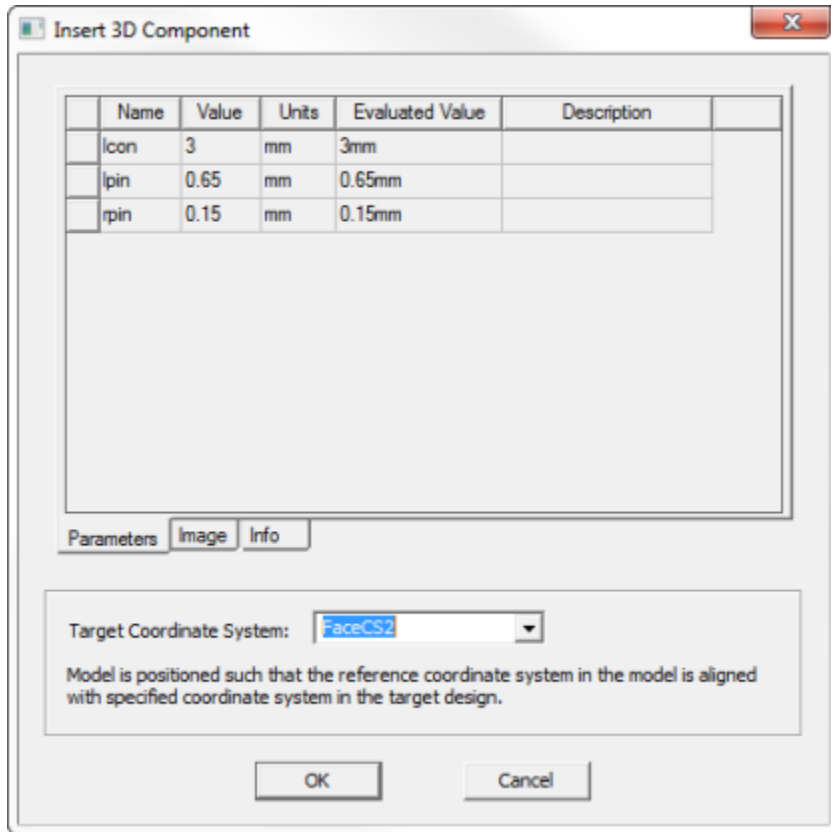 Insert 3D Component
Name Value Units Evaluated Value Description
lcon 3 mm 3mm
lpin 0.65 mm 0.65mm
rpin 0.15 mm 0.15mm
Parameters Image Info
Target Coordinate System: FaceCS2
Model is positioned such that the reference coordinate system in the model is aligned
with specified coordinate system in the target design.
OK Cancel